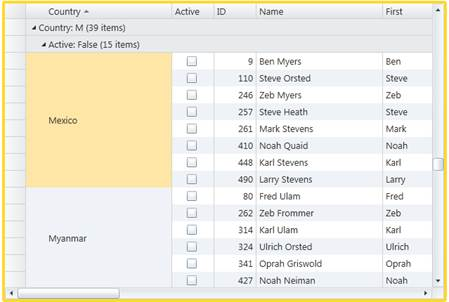 Country Active ID Name First
Country: M (39 items)
Active: False (15 items)
9 Ben Myers Ben
110 Steve Orsted Steve
246 Zeb Myers Zeb
257 Steve Heath Steve
Mexico
261 Mark Stevens Mark
410 Noah Quaid Noah
448 Karl Stevens Karl
490 Larry Stevens Larry
80 Fred Ulam Fred
262 Zeb Frommer Zeb
314 Karl Ulam Karl
Myanmar
324 Ulrich Orsted Ulrich
341 Oprah Griswold Oprah
427 Noah Neiman Noah